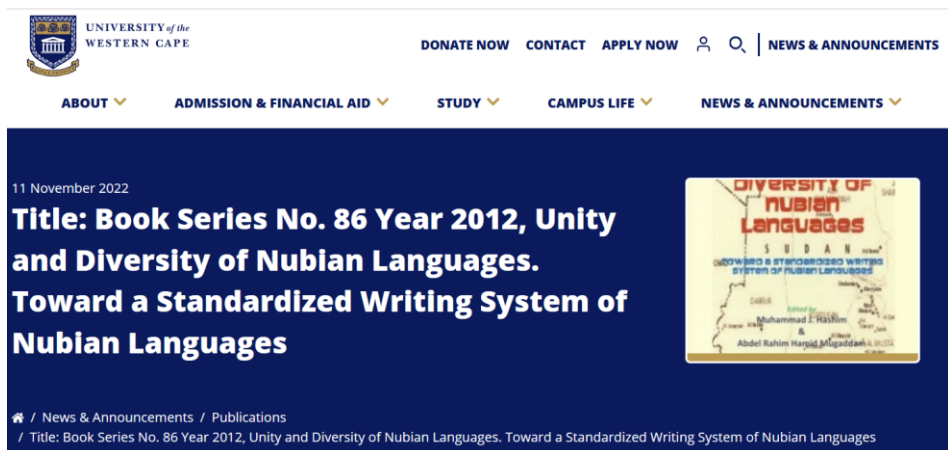 UNIVERSITY of the
WESTERN CAPE
DONATE NOW CONTACT APPLY NOW NEWS & ANNOUNCEMENTS
ABOUT ADMISSION & FINANCIAL AID STUDY CAMPUS LIFE NEWS & ANNOUNCEMENTS
11 November 2022
Title: Book Series No. 86 Year 2012, Unity
and Diversity of Nubian Languages.
Toward a Standardized Writing System of
Nubian Languages
DIVERSITY OF
NUBIAN
LANGUAGES
S U D A N
TOWARD A STANDARDIZED WRITING
SYSTEM OF NUBIAN LANGUAGES
DARFUR
Edited by
Muhammad J. Hashim
&
Abdel Rahim Hamid Mugaddam
/ News & Announcements / Publications
/ Title: Book Series No. 86 Year 2012, Unity and Diversity of Nubian Languages. Toward a Standardized Writing System of Nubian Languages